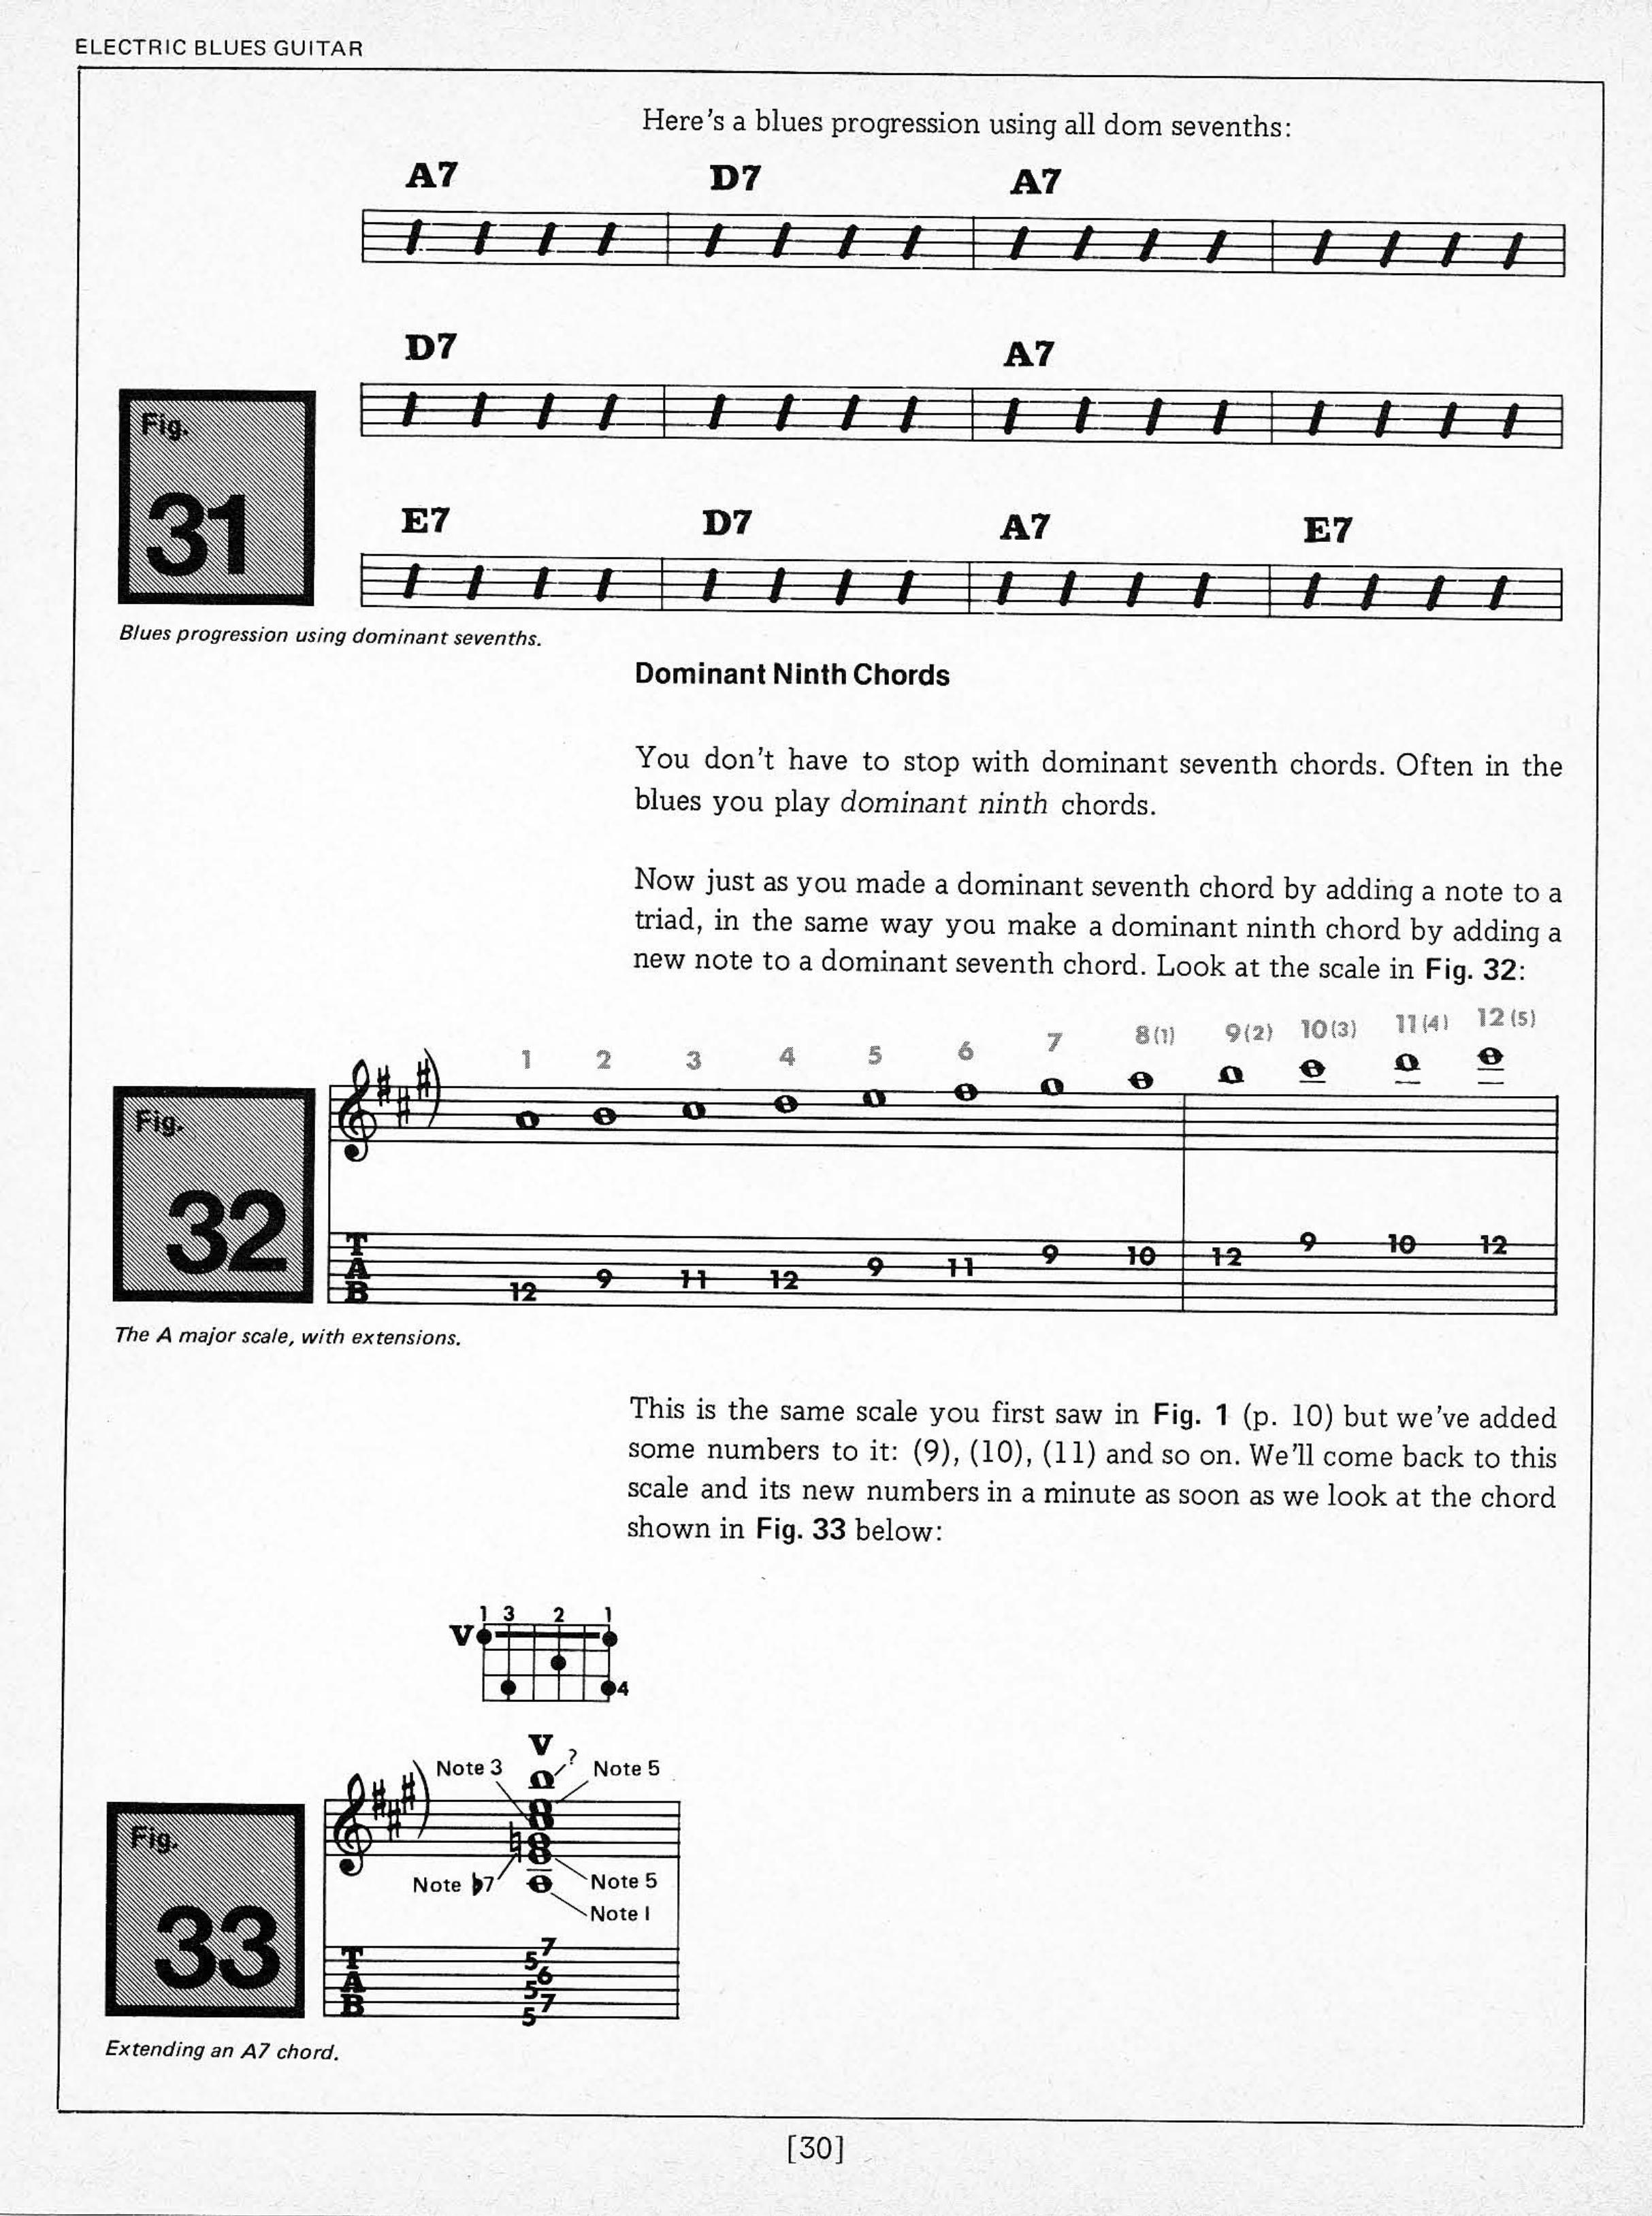 ELECTRIC BLUES GUITAR
Here's a blues progression using all dom sevenths:
A7 D7 A7
D7 A7
Fig.
31
E7 D7 A7 E7
Blues progression using dominant sevenths.
Dominant Ninth Chords
You don't have to stop with dominant seventh chords. Often in the
blues you play dominant ninth chords.
Now just as you made a dominant seventh chord by adding a note to a
triad, in the same way you make a dominant ninth chord by adding a
new note to a dominant seventh chord. Look at the scale in Fig. 32:
1 2 3 4 5 6 7 8(1) 9(2) 10(3) 11(4) 12(5)
Fig.
32
T
A
B
12 9 11 12 9 11 9 10 12 9 10 12
The A major scale, with extensions.
This is the same scale you first saw in Fig. 1 (p. 10) but we've added
some numbers to it: (9), (10), (11) and so on. We'll come back to this
scale and its new numbers in a minute as soon as we look at the chord
shown in Fig. 33 below:
1 3 2 1
V
4
V
Note 3 ? Note 5
Fig.
33
Note ♭7 Note 5
Note I
T
A
B
7
5
6
5
7
5
Extending an A7 chord.
[30]